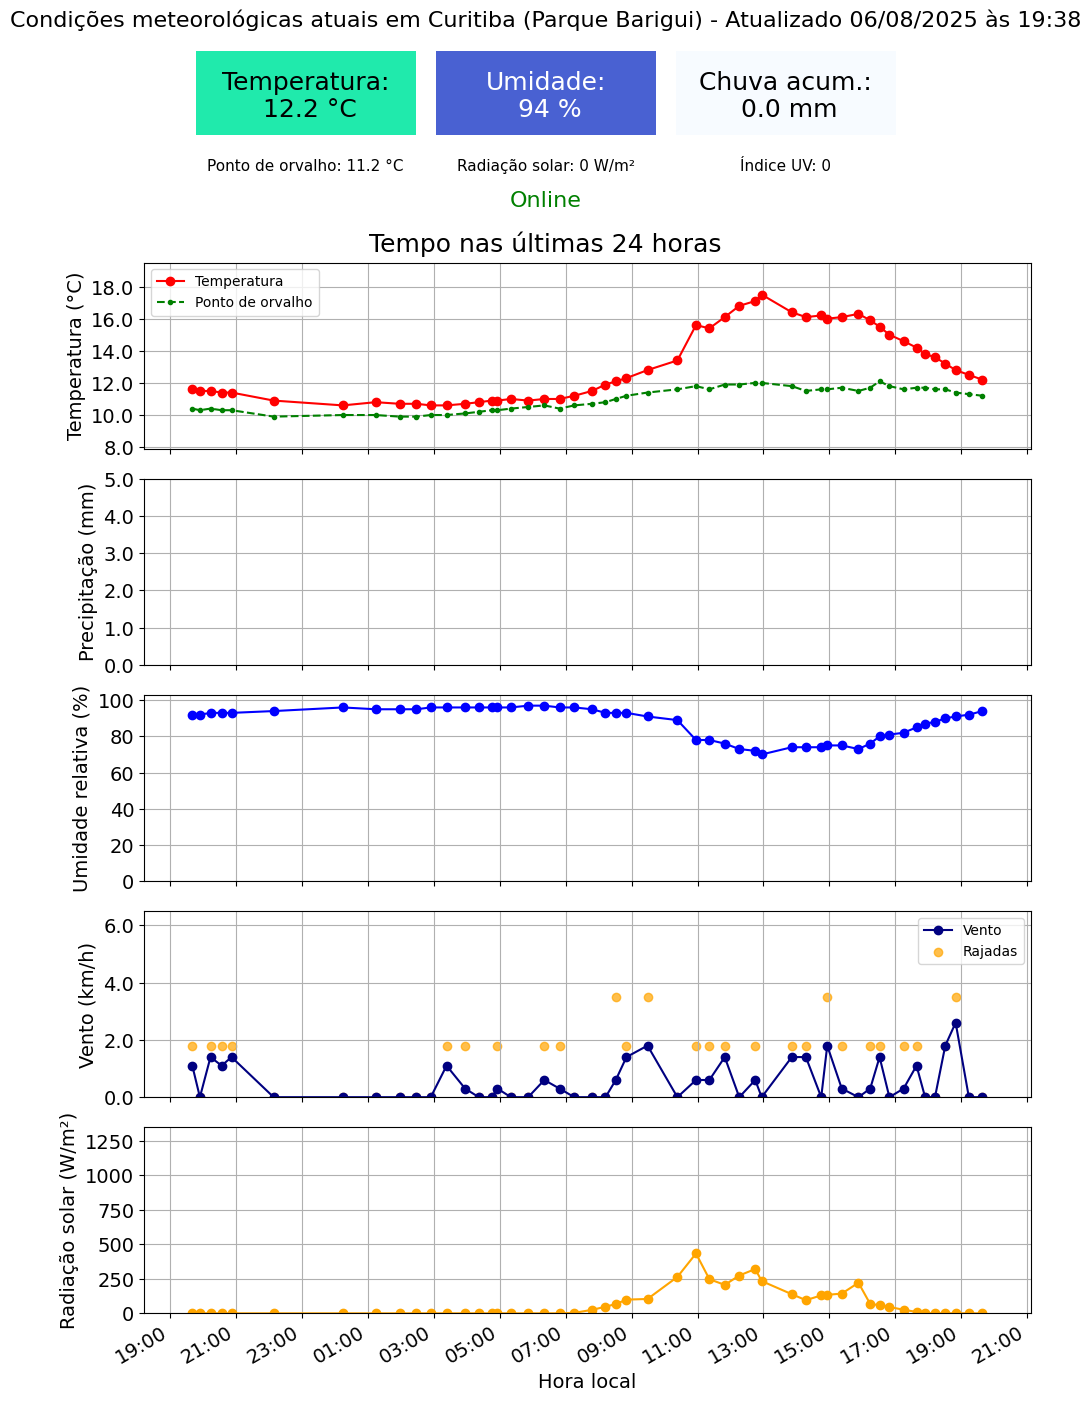 Condições meteorológicas atuais em Curitiba (Parque Barigui) - Atualizado 06/08/2025 às 19:38
Temperatura:
12.2 °C
Umidade:
94 %
Chuva acum.:
0.0 mm
Ponto de orvalho: 11.2 °C
Radiação solar: 0 W/m²
Índice UV: 0
Online
Tempo nas últimas 24 horas
Temperatura (°C)
18.0
16.0
14.0
12.0
10.0
8.0
Temperatura
Ponto de orvalho
Precipitação (mm)
5.0
4.0
3.0
2.0
1.0
0.0
Umidade relativa (%)
100
80
60
40
20
0
Vento (km/h)
6.0
4.0
2.0
0.0
Vento
Rajadas
Radiação solar (W/m²)
1250
1000
750
500
250
0
19:00
21:00
23:00
01:00
03:00
05:00
07:00
09:00
11:00
13:00
15:00
17:00
19:00
21:00
Hora local